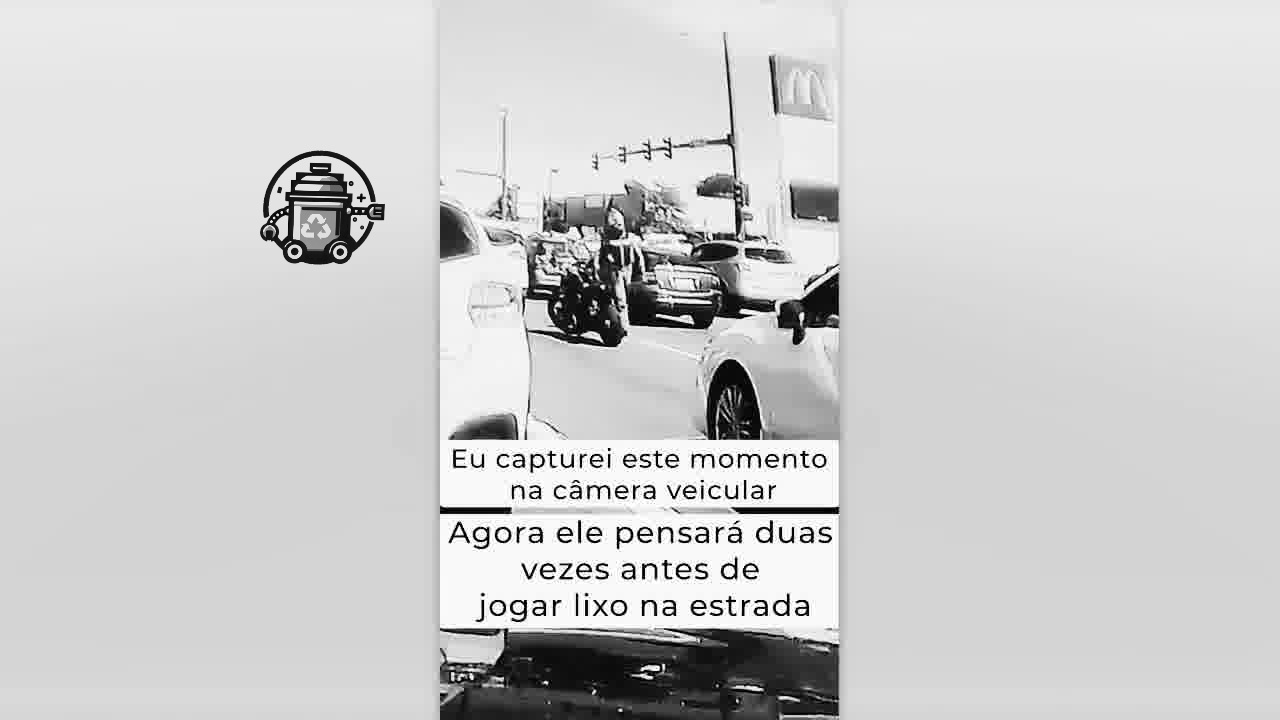 Eu capturei este momento
na câmera veicular
Agora ele pensará duas
vezes antes de
jogar lixo na estrada